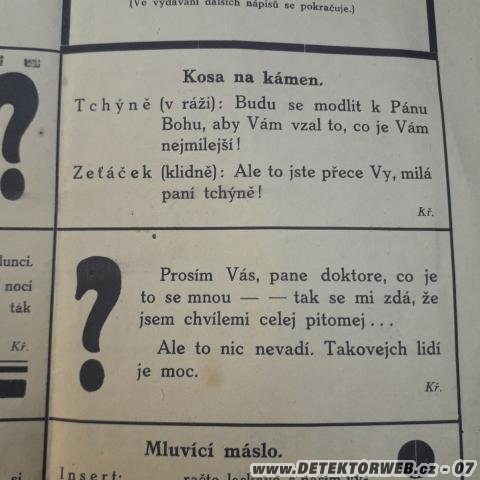 (Ve vydávání dalších nápisů se pokračuje.)
Kosa na kámen.
Tchýně (v ráži): Budu se modlit k Pánu
Bohu, aby Vám vzal to, co je Vám
nejmilejší!
Zeťáček (klidně): Ale to jste přece Vy, milá
paní tchýně!
Kř.
?
lunci.
noci
ták
Kř.
?
Prosím Vás, pane doktore, co je
to se mnou — — tak se mi zdá, že
jsem chvílemi celej pitomej...
Ale to nic nevadí. Takovejch lidí
je moc.
Kř.
Mluvící máslo.
Insert:
www.DETEKTORWEB.cz - 07